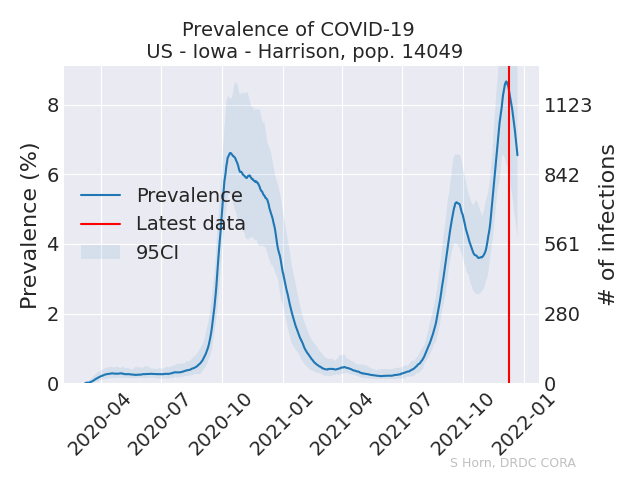 Prevalence of COVID-19
US - Iowa - Harrison, pop. 14049
Prevalence (%)
8
6
4
2
0
Prevalence
Latest data
95CI
1123
842
561
280
0
# of infections
2020-04
2020-07
2020-10
2021-01
2021-04
2021-07
2021-10
2022-01
S Horn, DRDC CORA